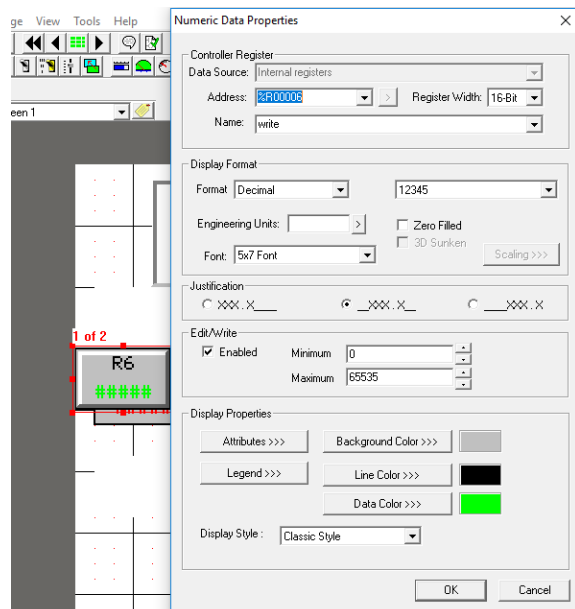 ge View Tools Help
een 1
1 of 2
R6
#####
Numeric Data Properties
Controller Register
Data Source: Internal registers
Address: %R00006 > Register Width: 16-Bit
Name: write
Display Format
Format Decimal 12345
Engineering Units: > Zero Filled
3D Sunken
Font: 5x7 Font Scaling >>>
Justification
XXX.X___ _XXX.X_ ___XXX.X
Edit/Write
Enabled Minimum 0
Maximum 65535
Display Properties
Attributes >>> Background Color >>>
Legend >>> Line Color >>>
Data Color >>>
Display Style : Classic Style
OK Cancel